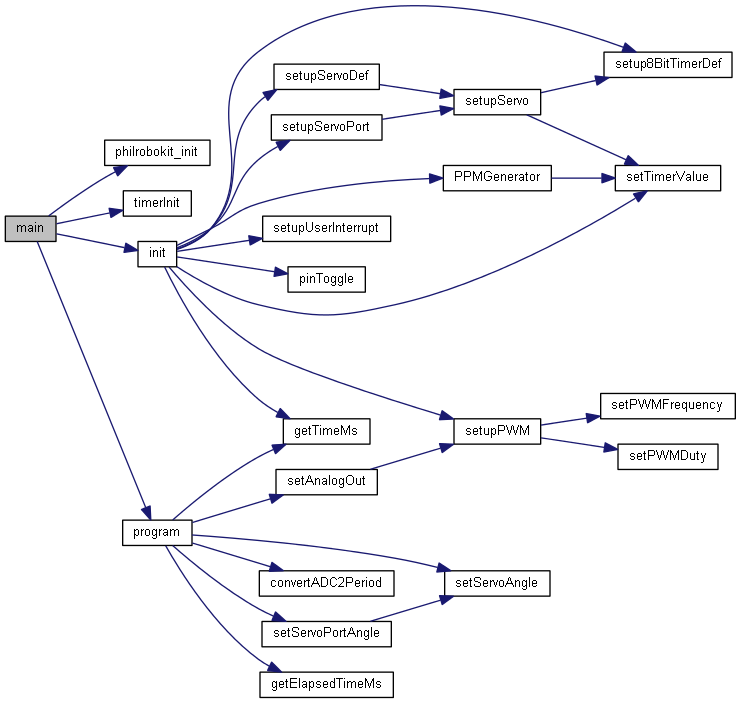 setup8BitTimerDef
setupServoDef
setupServo
setupServoPort
philrobokit_init
PPMGenerator
setTimerValue
timerInit
main
setupUserInterrupt
init
pinToggle
setPWMFrequency
getTimeMs
setupPWM
setPWMDuty
setAnalogOut
program
convertADC2Period
setServoAngle
setServoPortAngle
getElapsedTimeMs